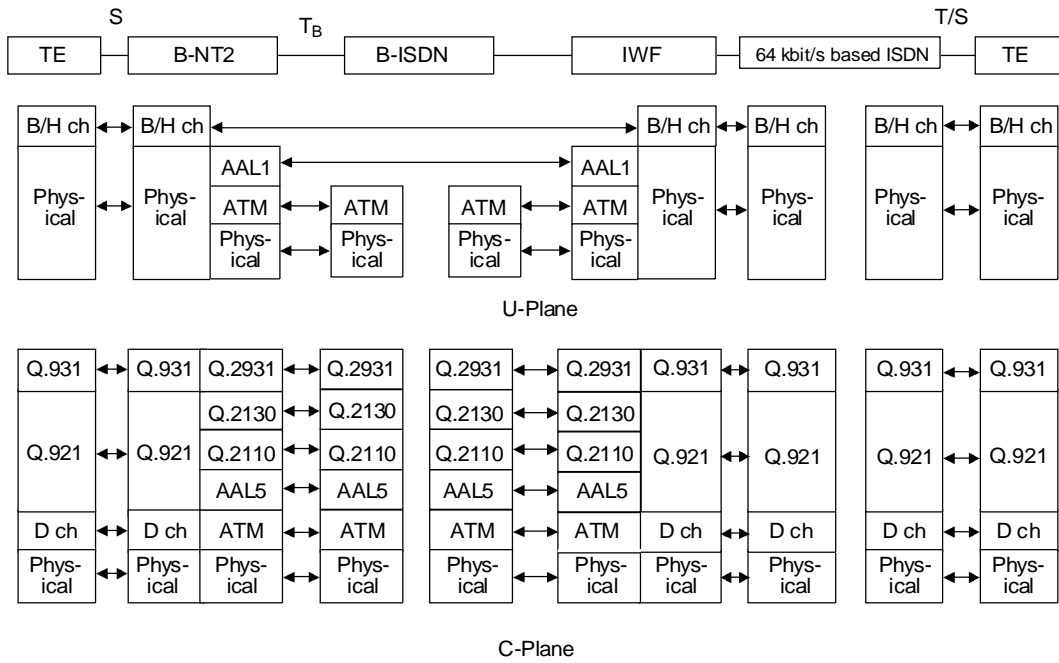 S T_B T/S
TE B-NT2 B-ISDN IWF 64 kbit/s based ISDN TE
B/H ch B/H ch B/H ch B/H ch B/H ch B/H ch
AAL1 AAL1
Phys-
ical Phys-
ical Phys-
ical Phys-
ical Phys-
ical Phys-
ical
ATM ATM ATM ATM
Phys-
ical Phys-
ical Phys-
ical Phys-
ical
U-Plane
Q.931 Q.931 Q.2931 Q.2931 Q.2931 Q.2931 Q.931 Q.931 Q.931 Q.931
Q.2130 Q.2130 Q.2130 Q.2130
Q.921 Q.921 Q.2110 Q.2110 Q.2110 Q.2110 Q.921 Q.921 Q.921 Q.921
AAL5 AAL5 AAL5 AAL5
D ch D ch ATM ATM ATM ATM D ch D ch D ch D ch
Phys- Phys- Phys- Phys- Phys- Phys- Phys- Phys- Phys- Phys-
ical ical ical ical ical ical ical ical ical ical
C-Plane